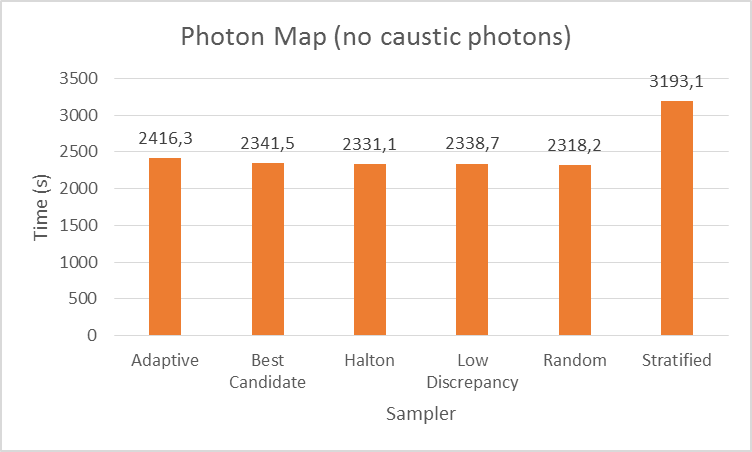 Photon Map (no caustic photons)
3500
3000
2500
2000
1500
1000
500
0
Time (s)
2416,3
2341,5
2331,1
2338,7
2318,2
3193,1
Adaptive
Best
Candidate
Halton
Low
Discrepancy
Random
Stratified
Sampler